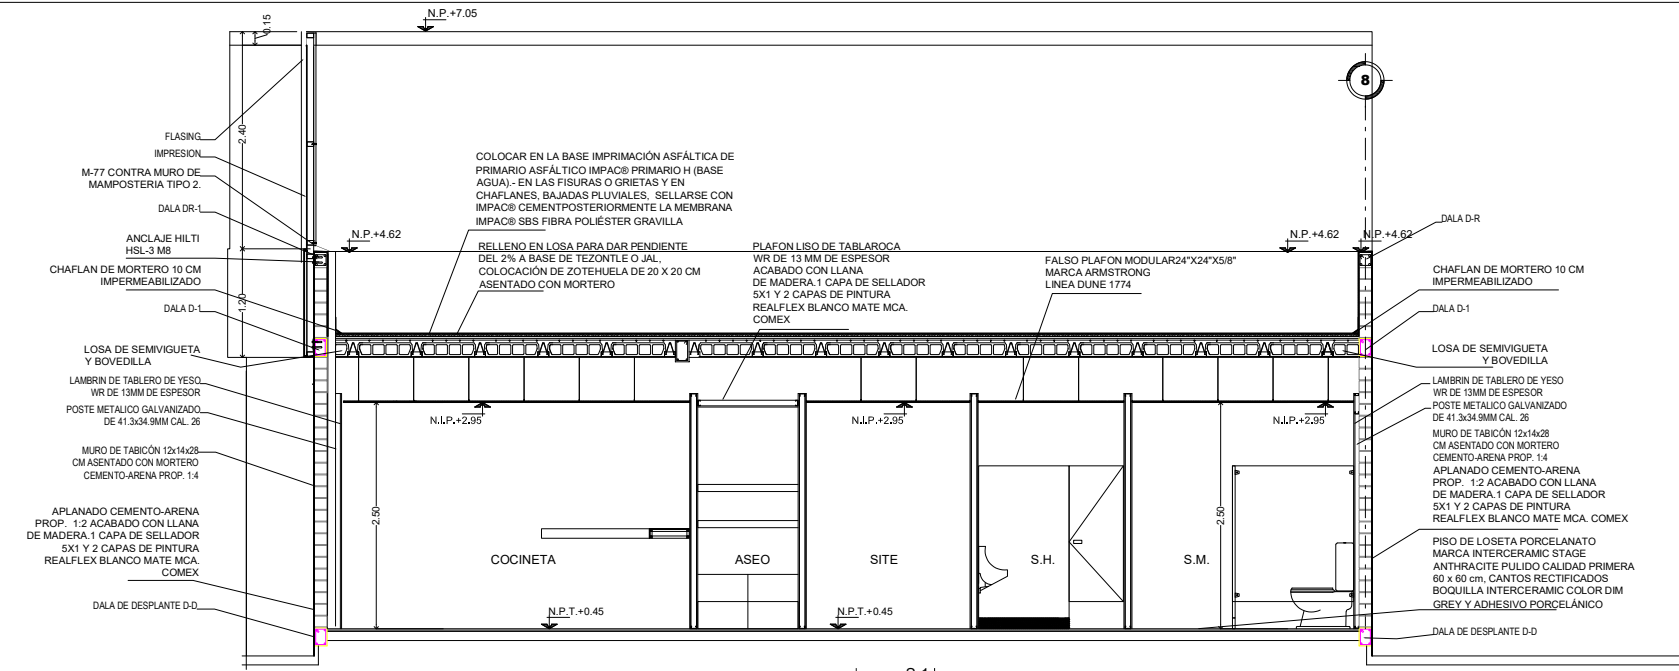 N.P.+7.05
0.15
8
2.40
FLASING
IMPRESION
M-77 CONTRA MURO DE
MAMPOSTERIA TIPO 2.
DALA DR-1
ANCLAJE HILTI
HSL-3 M8
CHAFLAN DE MORTERO 10 CM
IMPERMEABILIZADO
DALA D-1
1.20
LOSA DE SEMIVIGUETA
Y BOVEDILLA
LAMBRIN DE TABLERO DE YESO
WR DE 13MM DE ESPESOR
POSTE METALICO GALVANIZADO
DE 41.3x34.9MM CAL. 26
MURO DE TABICÓN 12x14x28
CM ASENTADO CON MORTERO
CEMENTO-ARENA PROP. 1:4
APLANADO CEMENTO-ARENA
PROP. 1:2 ACABADO CON LLANA
DE MADERA.1 CAPA DE SELLADOR
5X1 Y 2 CAPAS DE PINTURA
REALFLEX BLANCO MATE MCA.
COMEX
DALA DE DESPLANTE D-D
COLOCAR EN LA BASE IMPRIMACIÓN ASFÁLTICA DE
PRIMARIO ASFÁLTICO IMPAC® PRIMARIO H (BASE
AGUA).- EN LAS FISURAS O GRIETAS Y EN
CHAFLANES, BAJADAS PLUVIALES, SELLARSE CON
IMPAC® CEMENTPOSTERIORMENTE LA MEMBRANA
IMPAC® SBS FIBRA POLIÉSTER GRAVILLA
N.P.+4.62
RELLENO EN LOSA PARA DAR PENDIENTE
DEL 2% A BASE DE TEZONTLE O JAL,
COLOCACIÓN DE ZOTEHUELA DE 20 X 20 CM
ASENTADO CON MORTERO
PLAFON LISO DE TABLAROCA
WR DE 13 MM DE ESPESOR
ACABADO CON LLANA
DE MADERA.1 CAPA DE SELLADOR
5X1 Y 2 CAPAS DE PINTURA
REALFLEX BLANCO MATE MCA.
COMEX
FALSO PLAFON MODULAR24"X24"X5/8"
MARCA ARMSTRONG
LINEA DUNE 1774
N.P.+4.62
N.P.+4.62
N.I.P.+2.95
N.I.P.+2.95
N.I.P.+2.95
2.50
2.50
COCINETA
ASEO
SITE
S.H.
S.M.
N.P.T.+0.45
N.P.T.+0.45
DALA D-R
CHAFLAN DE MORTERO 10 CM
IMPERMEABILIZADO
DALA D-1
LOSA DE SEMIVIGUETA
Y BOVEDILLA
LAMBRIN DE TABLERO DE YESO
WR DE 13MM DE ESPESOR
POSTE METALICO GALVANIZADO
DE 41.3x34.9MM CAL. 26
MURO DE TABICÓN 12x14x28
CM ASENTADO CON MORTERO
CEMENTO-ARENA PROP. 1:4
APLANADO CEMENTO-ARENA
PROP. 1:2 ACABADO CON LLANA
DE MADERA.1 CAPA DE SELLADOR
5X1 Y 2 CAPAS DE PINTURA
REALFLEX BLANCO MATE MCA. COMEX
PISO DE LOSETA PORCELANATO
MARCA INTERCERAMIC STAGE
ANTHRACITE PULIDO CALIDAD PRIMERA
60 x 60 cm, CANTOS RECTIFICADOS
BOQUILLA INTERCERAMIC COLOR DIM
GREY Y ADHESIVO PORCELÁNICO
DALA DE DESPLANTE D-D